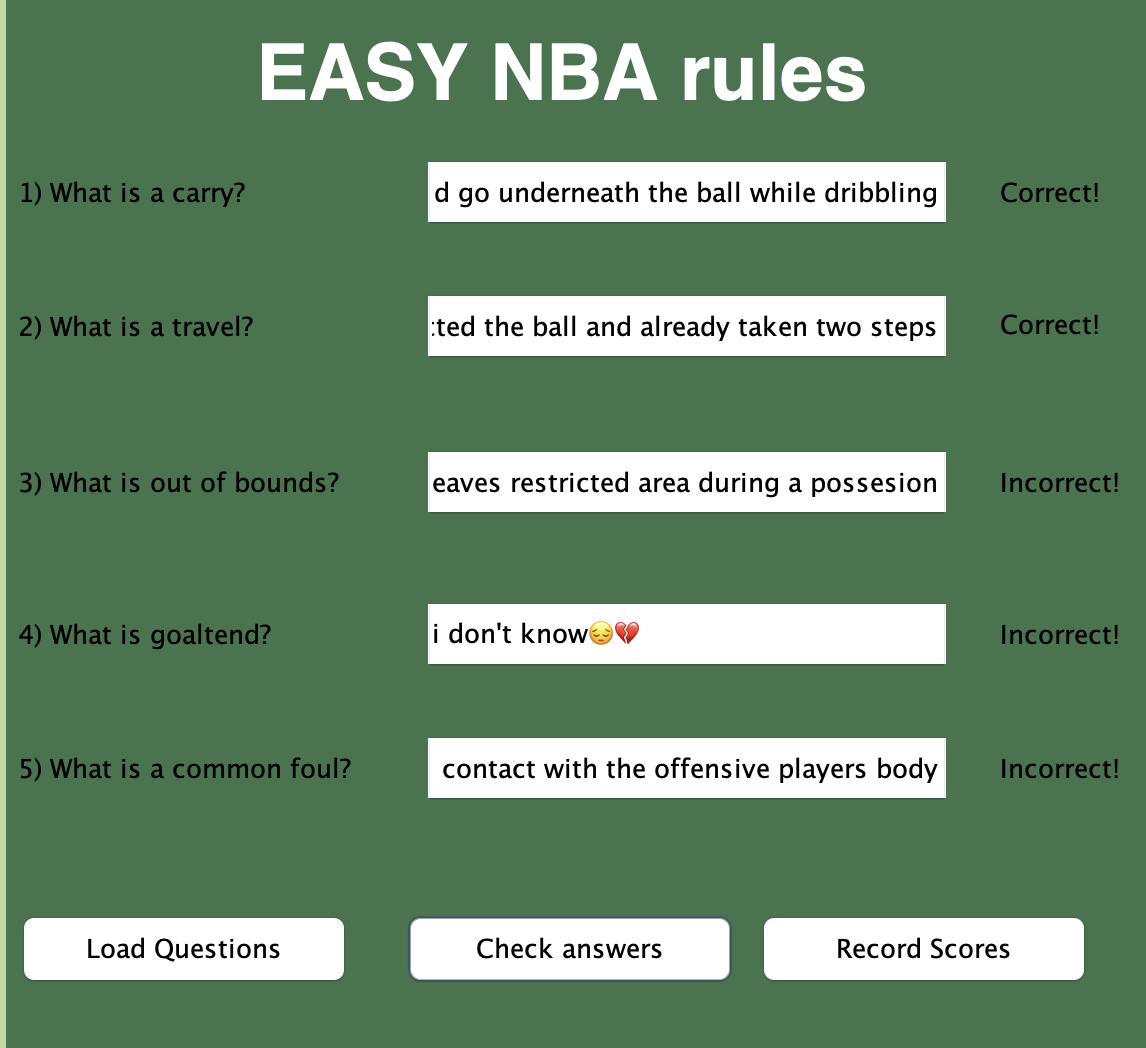 EASY NBA rules
1) What is a carry?
d go underneath the ball while dribbling
Correct!
2) What is a travel?
ted the ball and already taken two steps
Correct!
3) What is out of bounds?
eaves restricted area during a possesion
Incorrect!
4) What is goaltend?
i don't know😔💔
Incorrect!
5) What is a common foul?
contact with the offensive players body
Incorrect!
Load Questions
Check answers
Record Scores